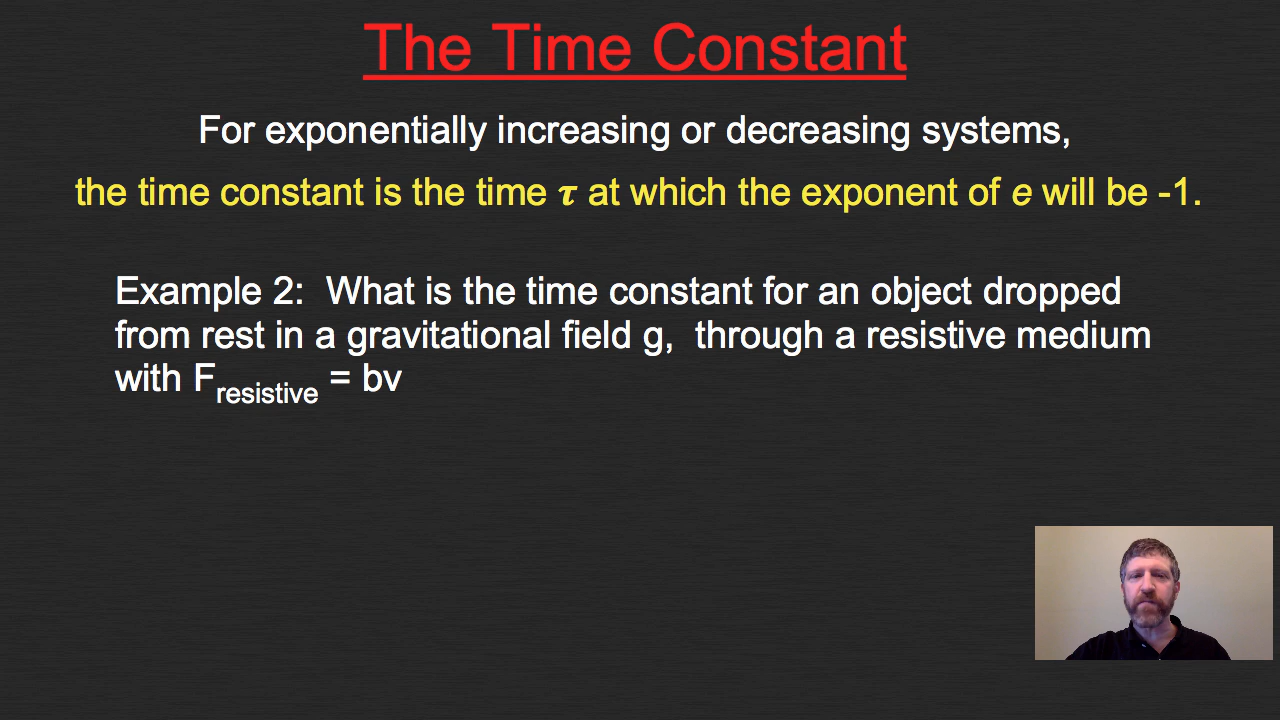 The Time Constant
For exponentially increasing or decreasing systems,
the time constant is the time τ at which the exponent of e will be -1.
Example 2:  What is the time constant for an object dropped
from rest in a gravitational field g,  through a resistive medium
with Fresistive = bv